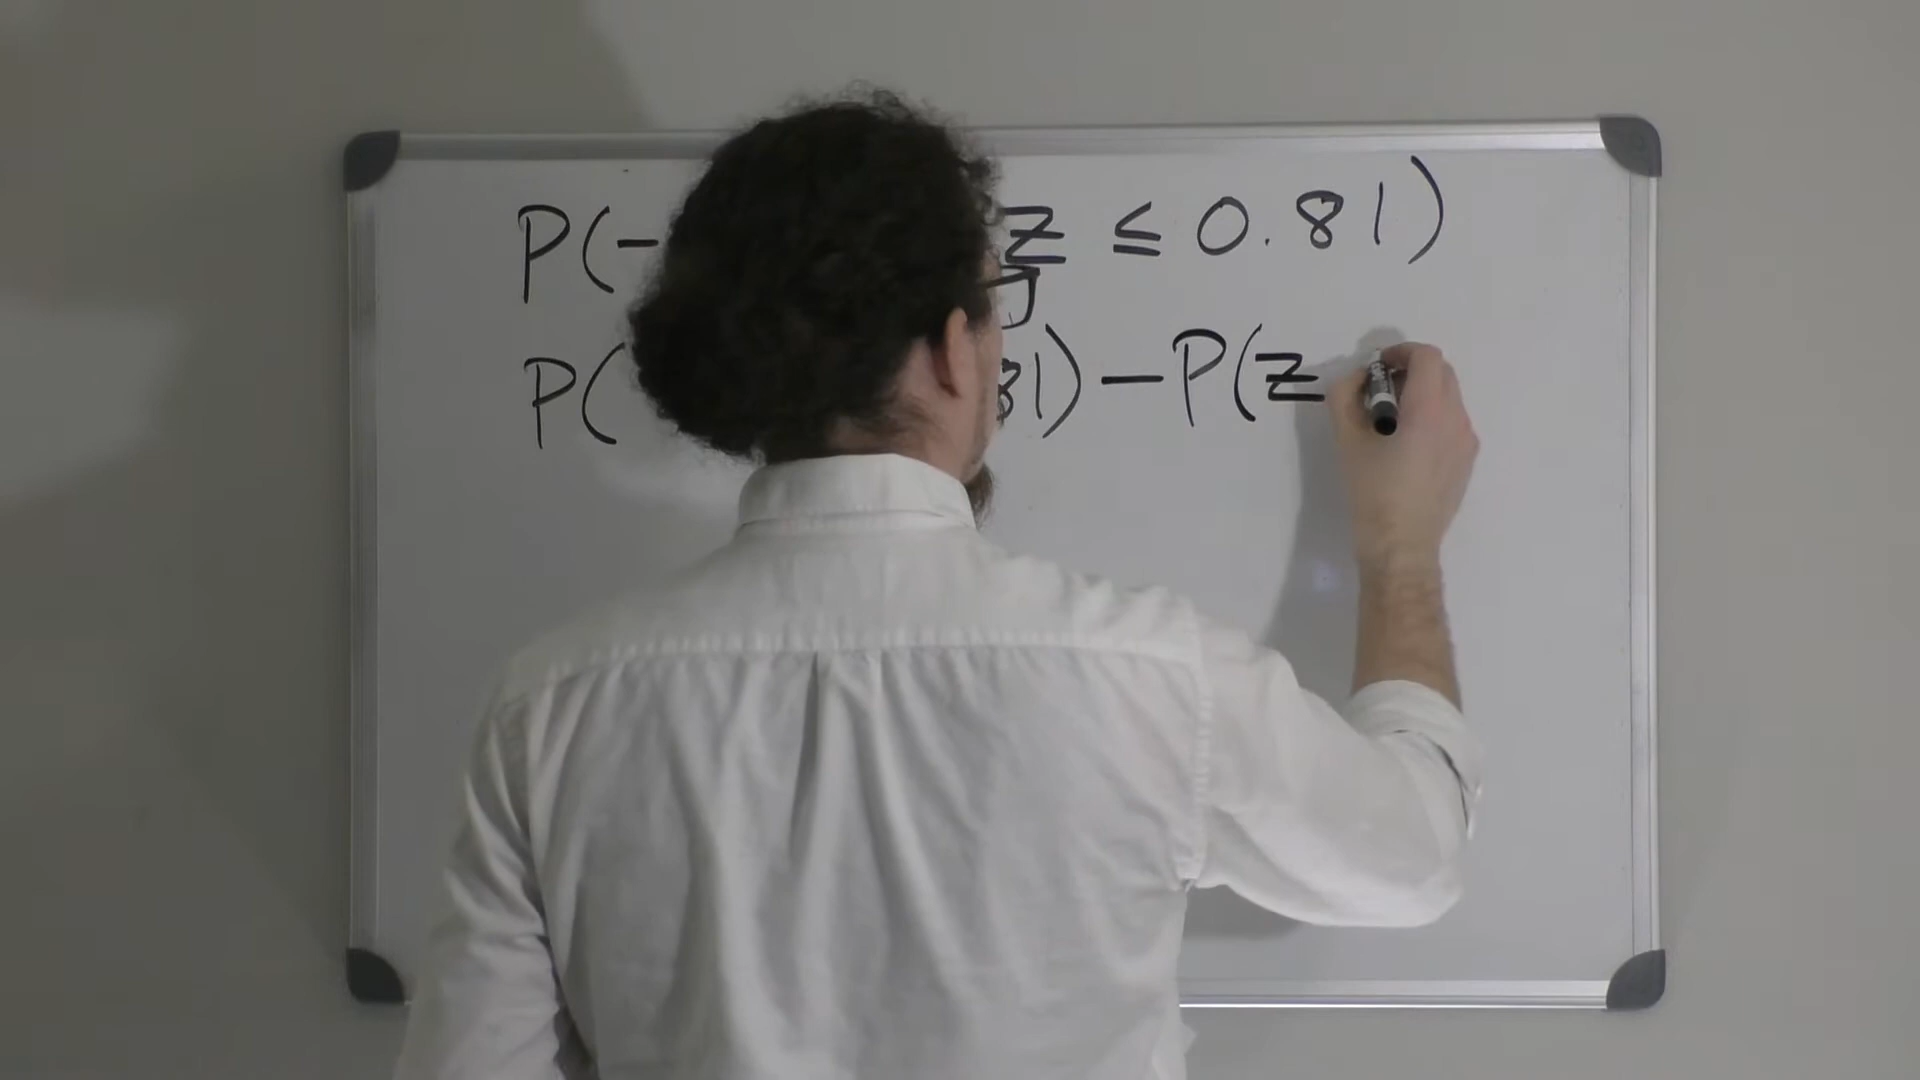 P(- z ≤ 0.81)
P( 81) - P(z